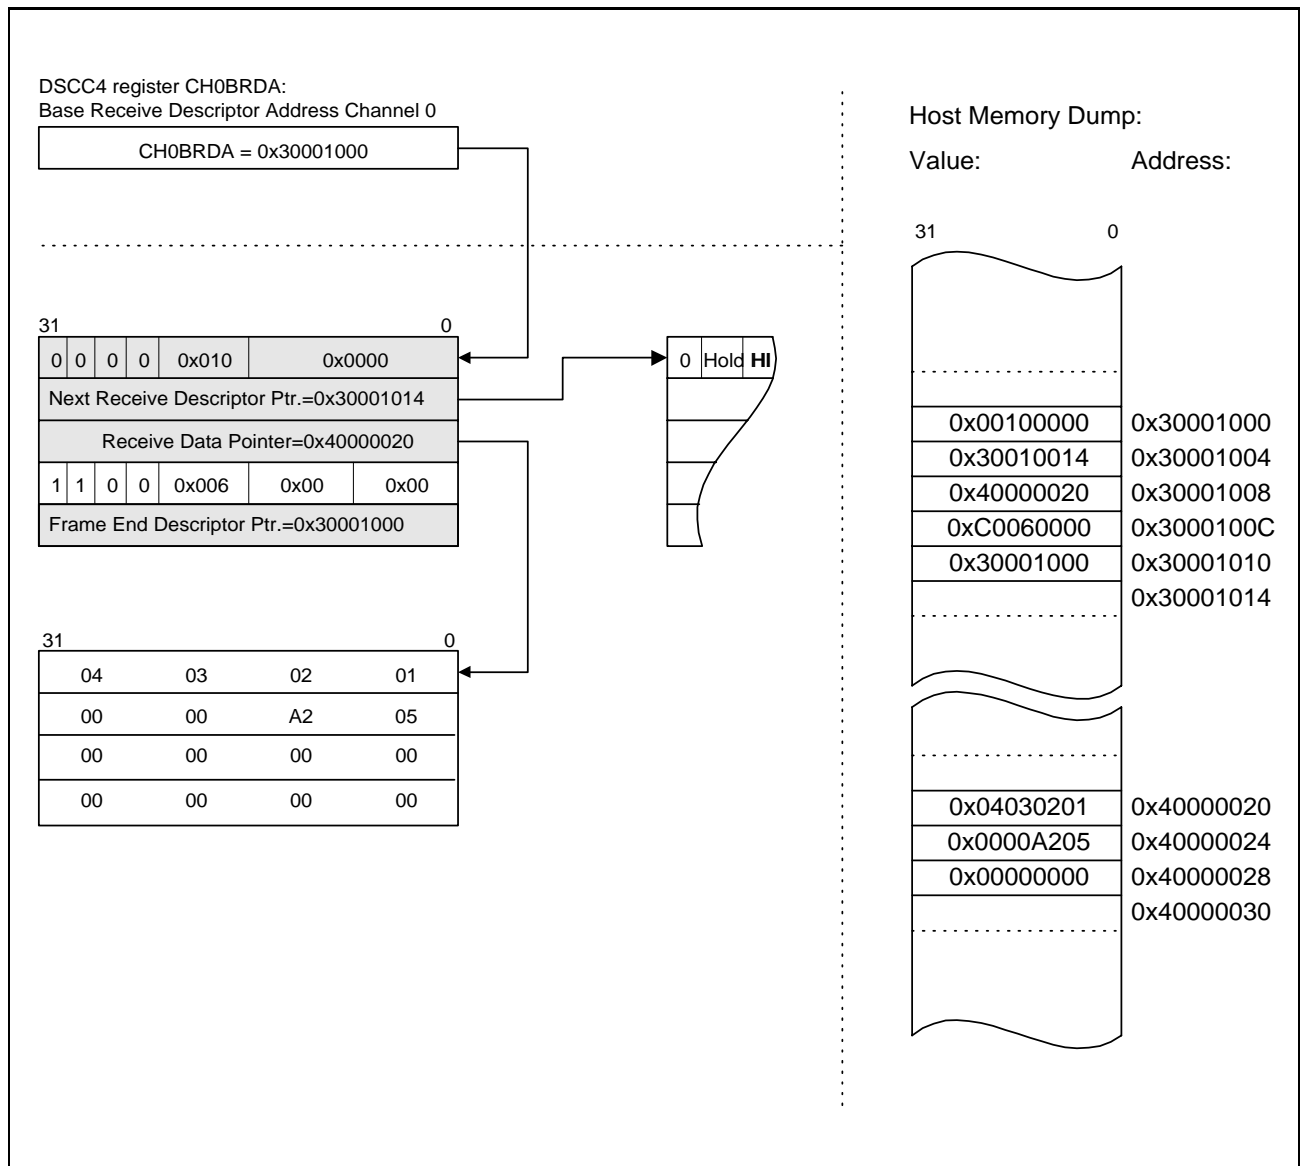 DSCC4 register CH0BRDA:
Base Receive Descriptor Address Channel 0
CH0BRDA = 0x30001000
31 0
0 0 0 0 0x010 0x0000
Next Receive Descriptor Ptr.=0x30001014
Receive Data Pointer=0x40000020
1 1 0 0 0x006 0x00 0x00
Frame End Descriptor Ptr.=0x30001000
0 Hold HI
31 0
04 03 02 01
00 00 A2 05
00 00 00 00
00 00 00 00
Host Memory Dump:
Value: Address:
31 0
0x00100000 0x30001000
0x30010014 0x30001004
0x40000020 0x30001008
0xC0060000 0x3000100C
0x30001000 0x30001010
0x30001014
0x04030201 0x40000020
0x0000A205 0x40000024
0x00000000 0x40000028
0x40000030